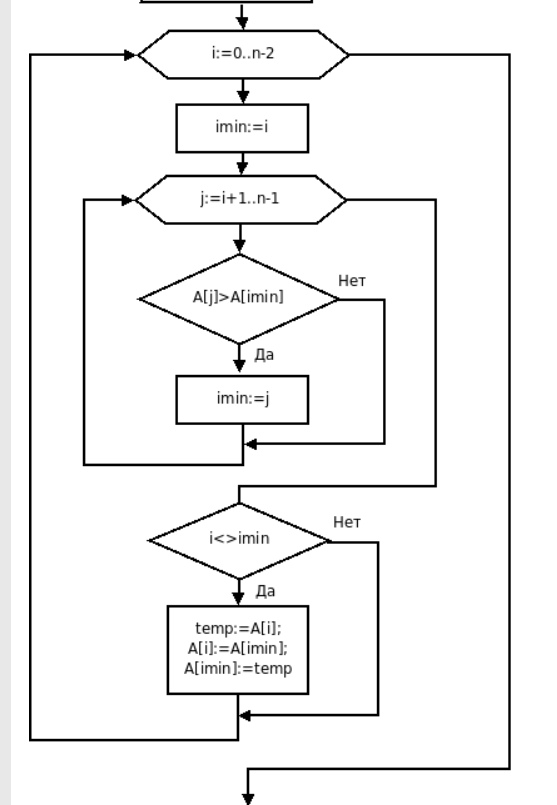 i:=0..n-2
imin:=i
j:=i+1..n-1
Нет
A[j]>A[imin]
Да
imin:=j
Нет
i<>imin
Да
temp:=A[i];
A[i]:=A[imin];
A[imin]:=temp